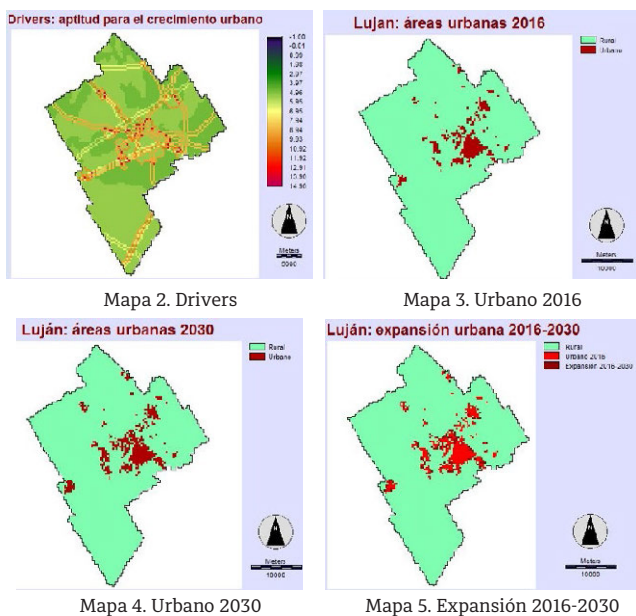 Drivers: aptitud para el crecimiento urbano
-1.00
-0.01
N
Meters
Mapa 2. Drivers
Lujan: áreas urbanas 2016
Rural
Urbano
N
Meters
10000
Mapa 3. Urbano 2016
Luján: áreas urbanas 2030
Rural
Urbano
N
Meters
10000
Mapa 4. Urbano 2030
Luján: expansión urbana 2016-2030
Rural
Urbano 2016
Expansión 2016-2030
N
Meters
10000
Mapa 5. Expansión 2016-2030